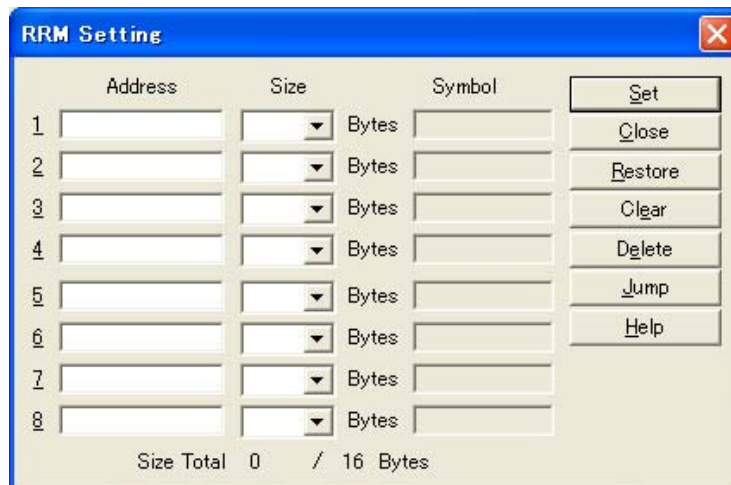 RRM Setting
Address Size Symbol
1 Bytes
2 Bytes
3 Bytes
4 Bytes
5 Bytes
6 Bytes
7 Bytes
8 Bytes
Size Total 0 / 16 Bytes
Set
Close
Restore
Clear
Delete
Jump
Help